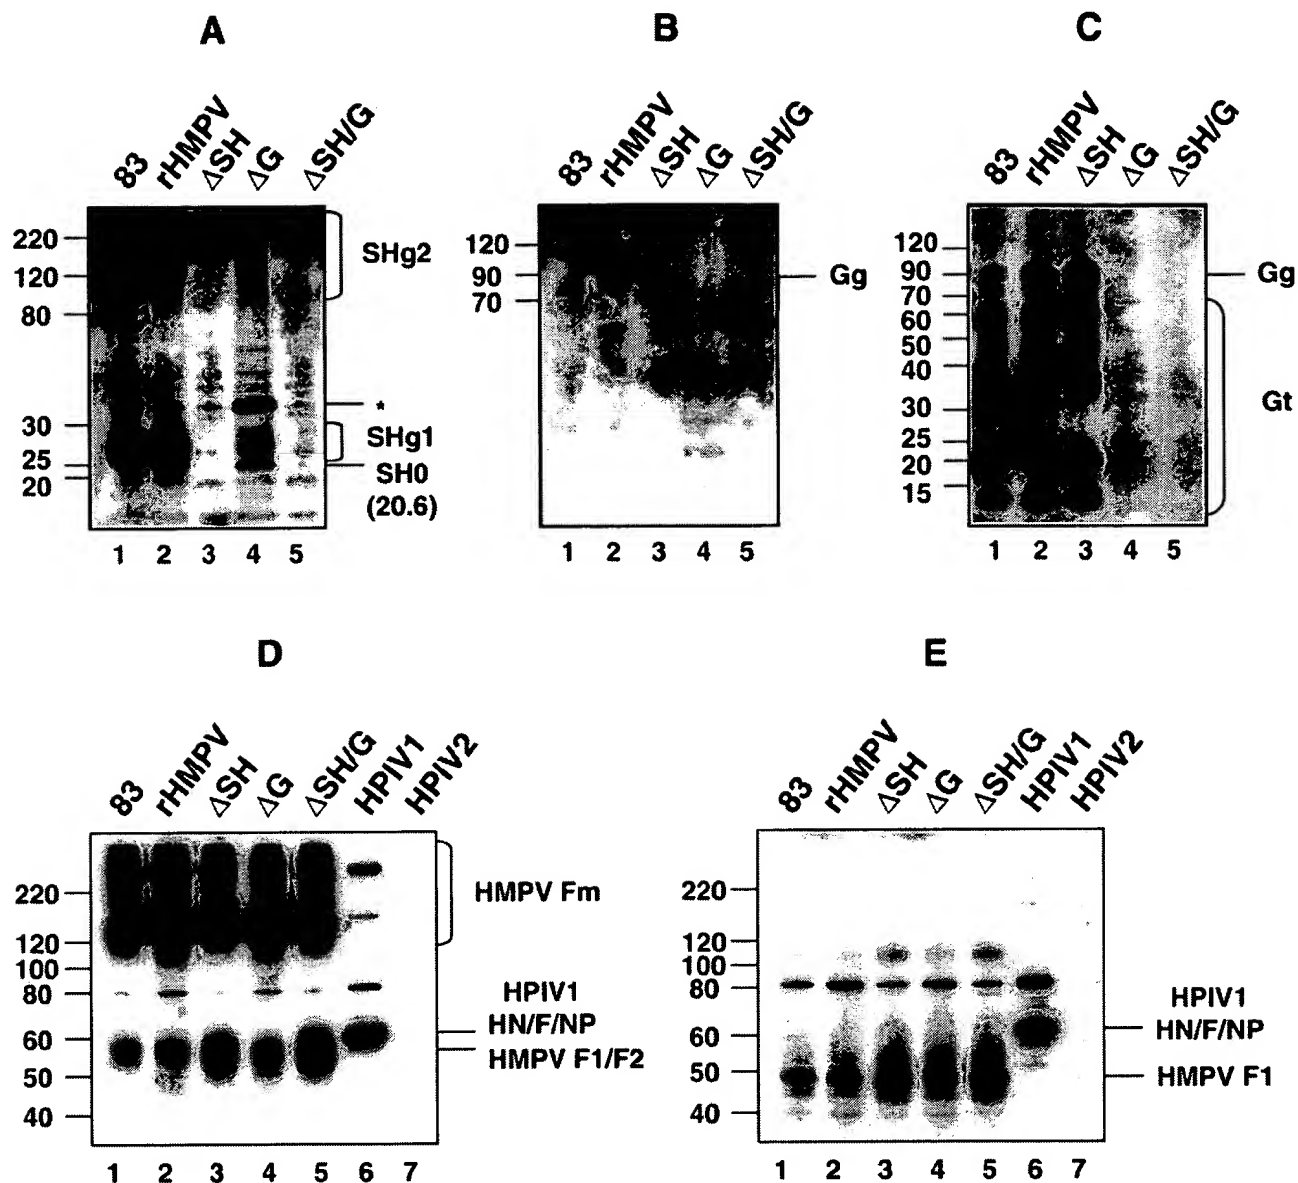 A
B
C
83 rHMPV ΔSH ΔG ΔSH/G
83 rHMPV ΔSH ΔG ΔSH/G
83 rHMPV ΔSH ΔG ΔSH/G
220
120
80
30
25
20
SHg2
*
SHg1
SH0
(20.6)
1 2 3 4 5
120
90
70
Gg
1 2 3 4 5
120
90
70
60
50
40
30
25
20
15
Gg
Gt
1 2 3 4 5
D
E
83 rHMPV ΔSH ΔG ΔSH/G HPIV1 HPIV2
83 rHMPV ΔSH ΔG ΔSH/G HPIV1 HPIV2
220
120
100
80
60
50
40
HMPV Fm
HPIV1
HN/F/NP
HMPV F1/F2
1 2 3 4 5 6 7
220
120
100
80
60
50
40
HPIV1
HN/F/NP
HMPV F1
1 2 3 4 5 6 7